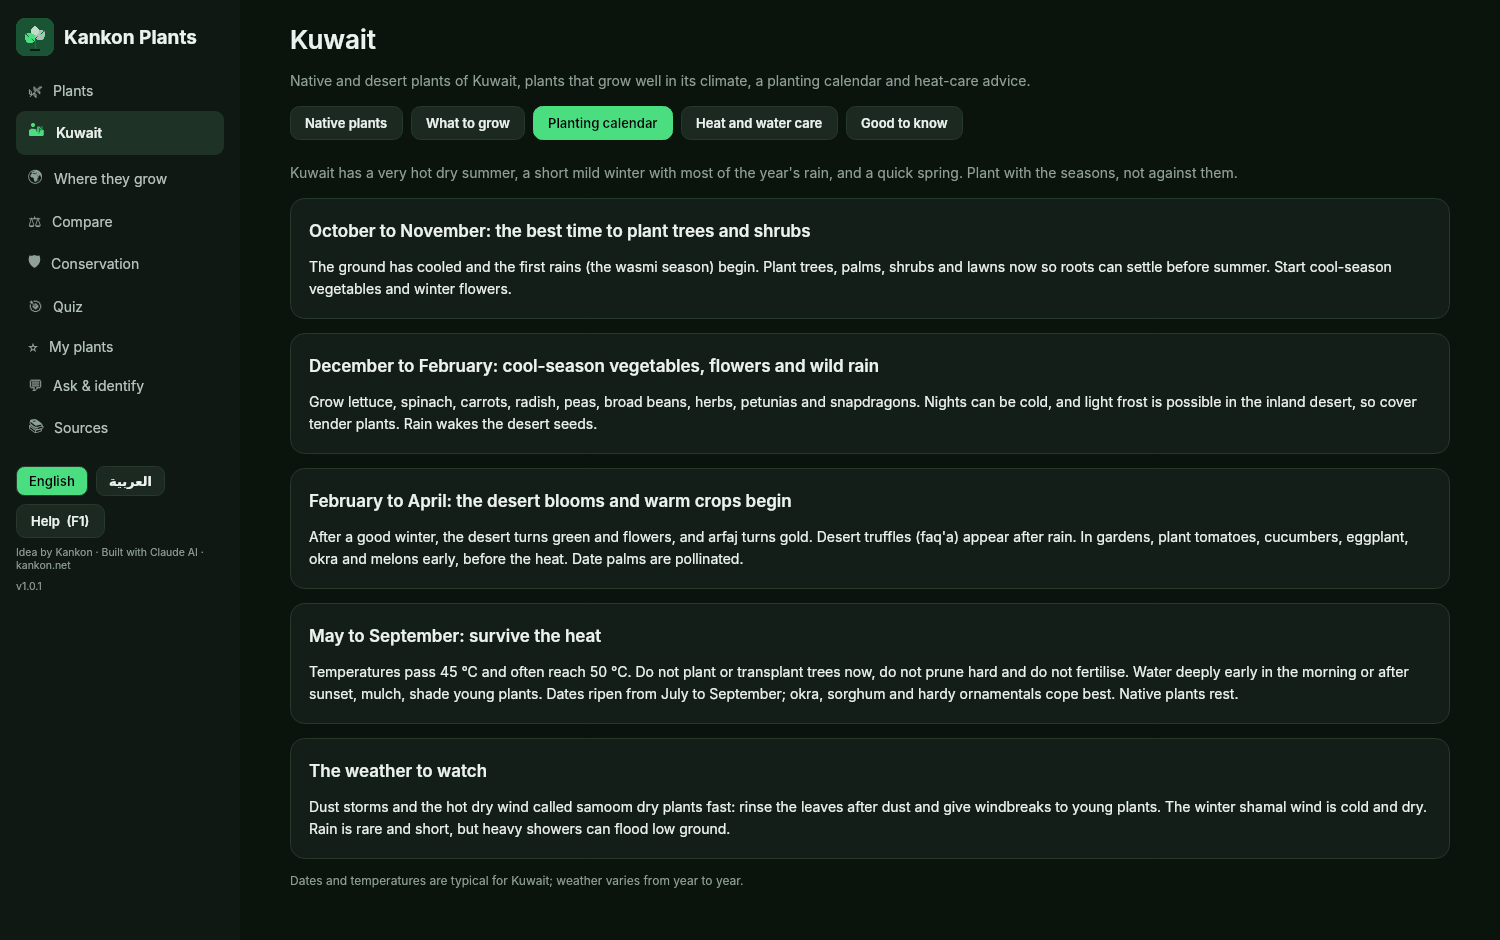 Kankon Plants
Plants
Kuwait
Where they grow
Compare
Conservation
Quiz
My plants
Ask & identify
Sources
English
العربية
Help (F1)
Idea by Kankon · Built with Claude AI ·
kankon.net
v1.0.1
Kuwait
Native and desert plants of Kuwait, plants that grow well in its climate, a planting calendar and heat-care advice.
Native plants
What to grow
Planting calendar
Heat and water care
Good to know
Kuwait has a very hot dry summer, a short mild winter with most of the year's rain, and a quick spring. Plant with the seasons, not against them.
October to November: the best time to plant trees and shrubs
The ground has cooled and the first rains (the wasmi season) begin. Plant trees, palms, shrubs and lawns now so roots can settle before summer. Start cool-season
vegetables and winter flowers.
December to February: cool-season vegetables, flowers and wild rain
Grow lettuce, spinach, carrots, radish, peas, broad beans, herbs, petunias and snapdragons. Nights can be cold, and light frost is possible in the inland desert, so cover
tender plants. Rain wakes the desert seeds.
February to April: the desert blooms and warm crops begin
After a good winter, the desert turns green and flowers, and arfaj turns gold. Desert truffles (faq'a) appear after rain. In gardens, plant tomatoes, cucumbers, eggplant,
okra and melons early, before the heat. Date palms are pollinated.
May to September: survive the heat
Temperatures pass 45 °C and often reach 50 °C. Do not plant or transplant trees now, do not prune hard and do not fertilise. Water deeply early in the morning or after
sunset, mulch, shade young plants. Dates ripen from July to September; okra, sorghum and hardy ornamentals cope best. Native plants rest.
The weather to watch
Dust storms and the hot dry wind called samoom dry plants fast: rinse the leaves after dust and give windbreaks to young plants. The winter shamal wind is cold and dry.
Rain is rare and short, but heavy showers can flood low ground.
Dates and temperatures are typical for Kuwait; weather varies from year to year.